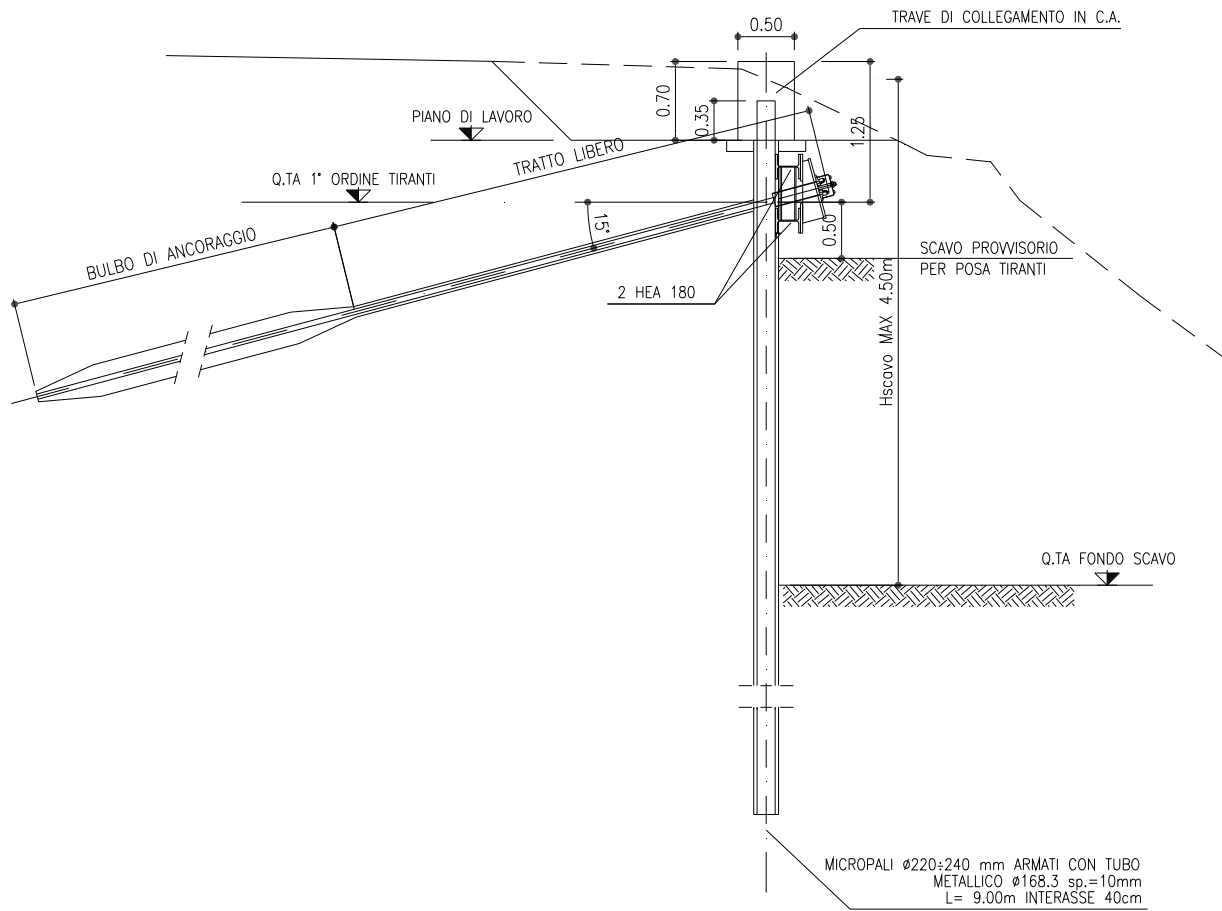 TRAVE DI COLLEGAMENTO IN C.A.
0.50
0.70
0.35
1.25
PIANO DI LAVORO
TRATTO LIBERO
Q.TA 1° ORDINE TIRANTI
15°
0.50
BULBO DI ANCORAGGIO
SCAVO PROVVISORIO
PER POSA TIRANTI
2 HEA 180
Hscavo MAX 4.50m
Q.TA FONDO SCAVO
MICROPALI ø220÷240 mm ARMATI CON TUBO
METALLICO ø168.3 sp.=10mm
L= 9.00m INTERASSE 40cm